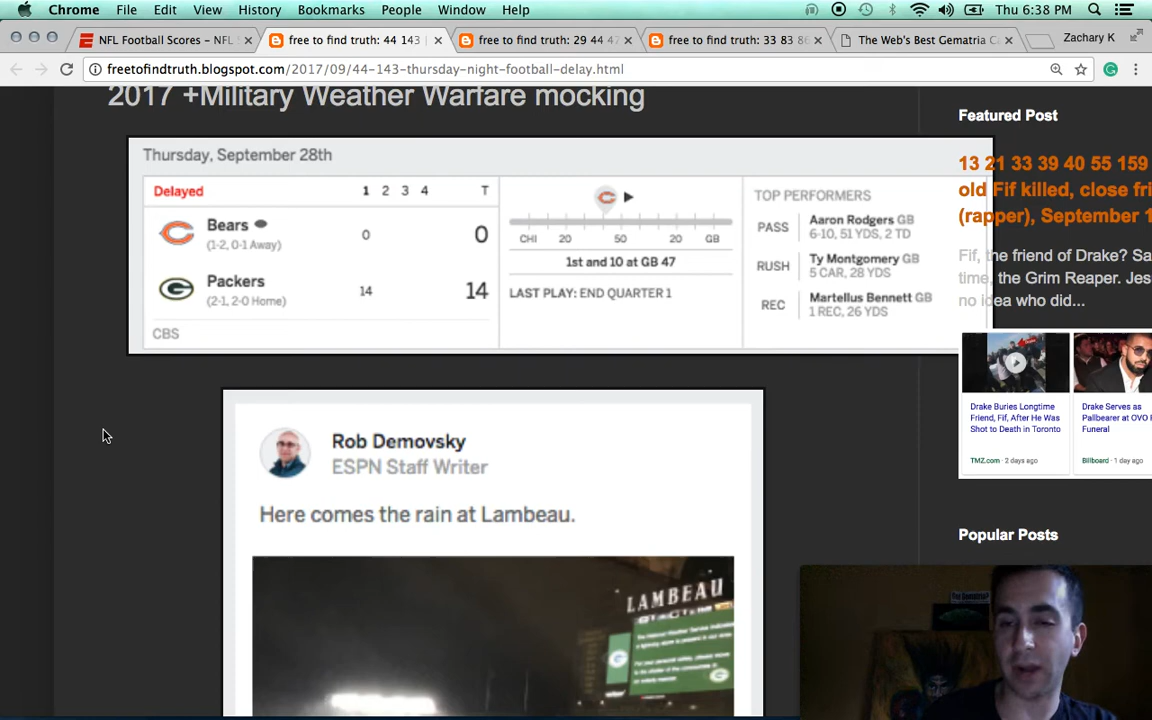 Chrome File Edit View History Bookmarks People Window Help Thu 6:38 PM
NFL Football Scores – NFL free to find truth: 44 143 free to find truth: 29 44 47 free to find truth: 33 83 86 The Web's Best Gematria Ca Zachary K
freetofindtruth.blogspot.com/2017/09/44-143-thursday-night-football-delay.html
2017 +Military Weather Warfare mocking
Thursday, September 28th
Delayed 1 2 3 4 T
Bears 0 0
(1-2, 0-1 Away)
Packers 14 14
(2-1, 2-0 Home)
CBS
CHI 20 50 20 GB
1st and 10 at GB 47
LAST PLAY: END QUARTER 1
TOP PERFORMERS
PASS Aaron Rodgers GB
6-10, 51 YDS, 2 TD
RUSH Ty Montgomery GB
5 CAR, 28 YDS
REC Martellus Bennett GB
1 REC, 26 YDS
Rob Demovsky
ESPN Staff Writer
Here comes the rain at Lambeau.
LAMBEAU
Featured Post
13 21 33 39 40 55 159
old Fif killed, close fri
(rapper), September 1
Fif, the friend of Drake? Sa
time, the Grim Reaper. Jes
no idea who did...
Drake Buries Longtime
Friend, Fif, After He Was
Shot to Death in Toronto
TMZ.com · 2 days ago
Drake Serves as
Pallbearer at OVO F
Funeral
Billboard · 1 day ago
Popular Posts